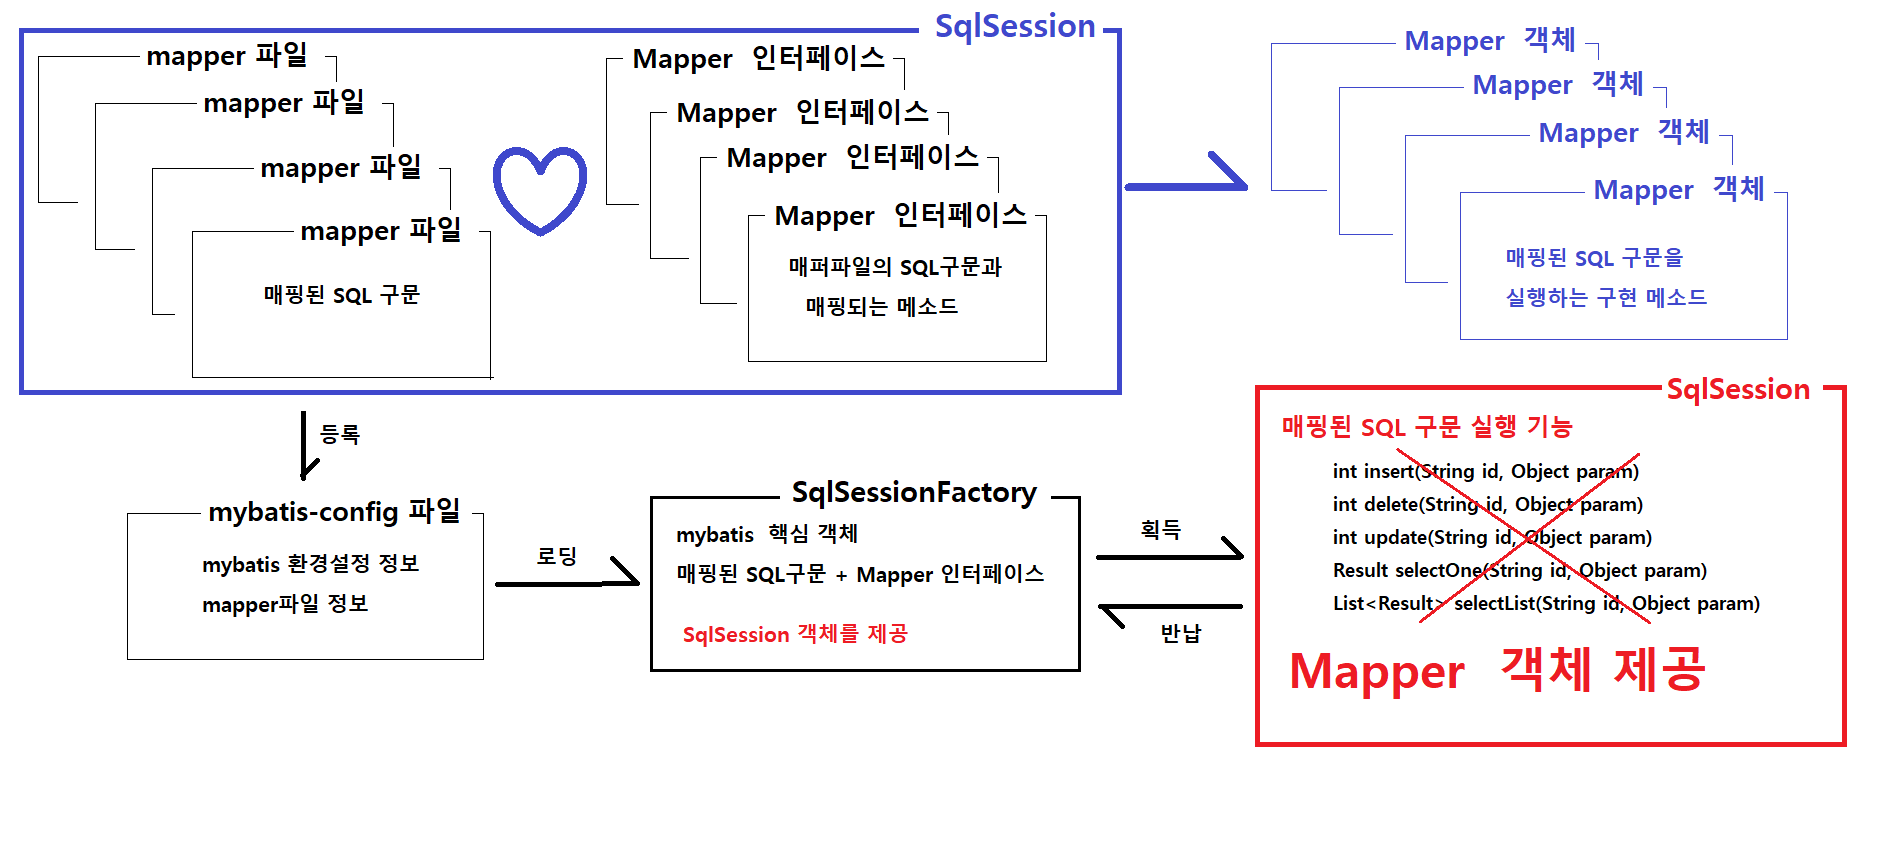 SqlSession
mapper 파일
mapper 파일
mapper 파일
mapper 파일
매핑된 SQL 구문
Mapper 인터페이스
Mapper 인터페이스
Mapper 인터페이스
Mapper 인터페이스
매퍼파일의 SQL구문과
매핑되는 메소드
Mapper 객체
Mapper 객체
Mapper 객체
Mapper 객체
매핑된 SQL 구문을
실행하는 구현 메소드
등록
mybatis-config 파일
mybatis 환경설정 정보
mapper파일 정보
로딩
SqlSessionFactory
mybatis 핵심 객체
매핑된 SQL구문 + Mapper 인터페이스
SqlSession 객체를 제공
획득
반납
SqlSession
매핑된 SQL 구문 실행 기능
int insert(String id, Object param)
int delete(String id, Object param)
int update(String id, Object param)
Result selectOne(String id, Object param)
List<Result> selectList(String id, Object param)
Mapper 객체 제공